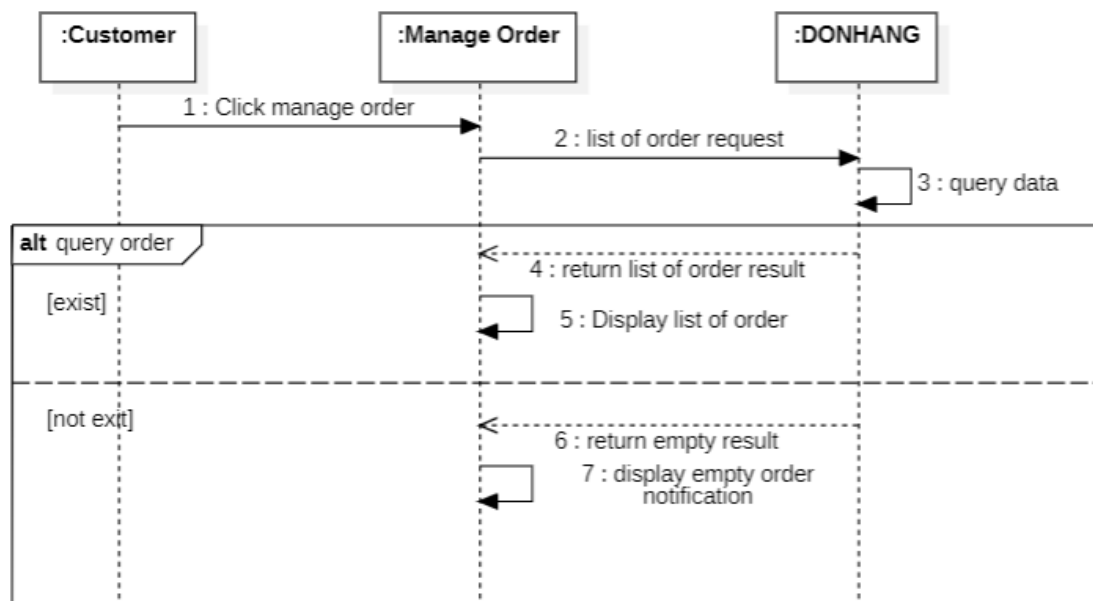 :Customer
:Manage Order
:DONHANG
1 : Click manage order
2 : list of order request
3 : query data
alt query order
4 : return list of order result
[exist]
5 : Display list of order
[not exit]
6 : return empty result
7 : display empty order
notification